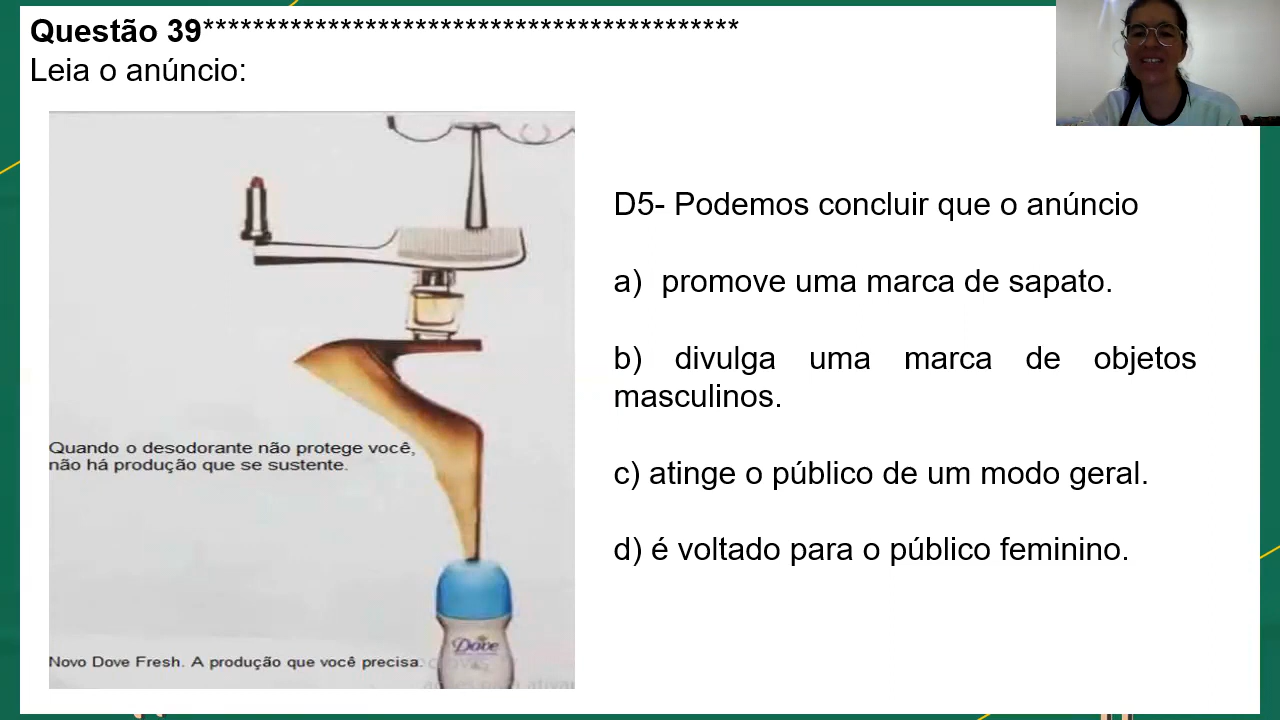 Questão 39*******************************************
Leia o anúncio:
D5- Podemos concluir que o anúncio
a) promove uma marca de sapato.
b) divulga uma marca de objetos
masculinos.
c) atinge o público de um modo geral.
d) é voltado para o público feminino.
Quando o desodorante não protege você,
não há produção que se sustente.
Dove
Novo Dove Fresh. A produção que você precisa.